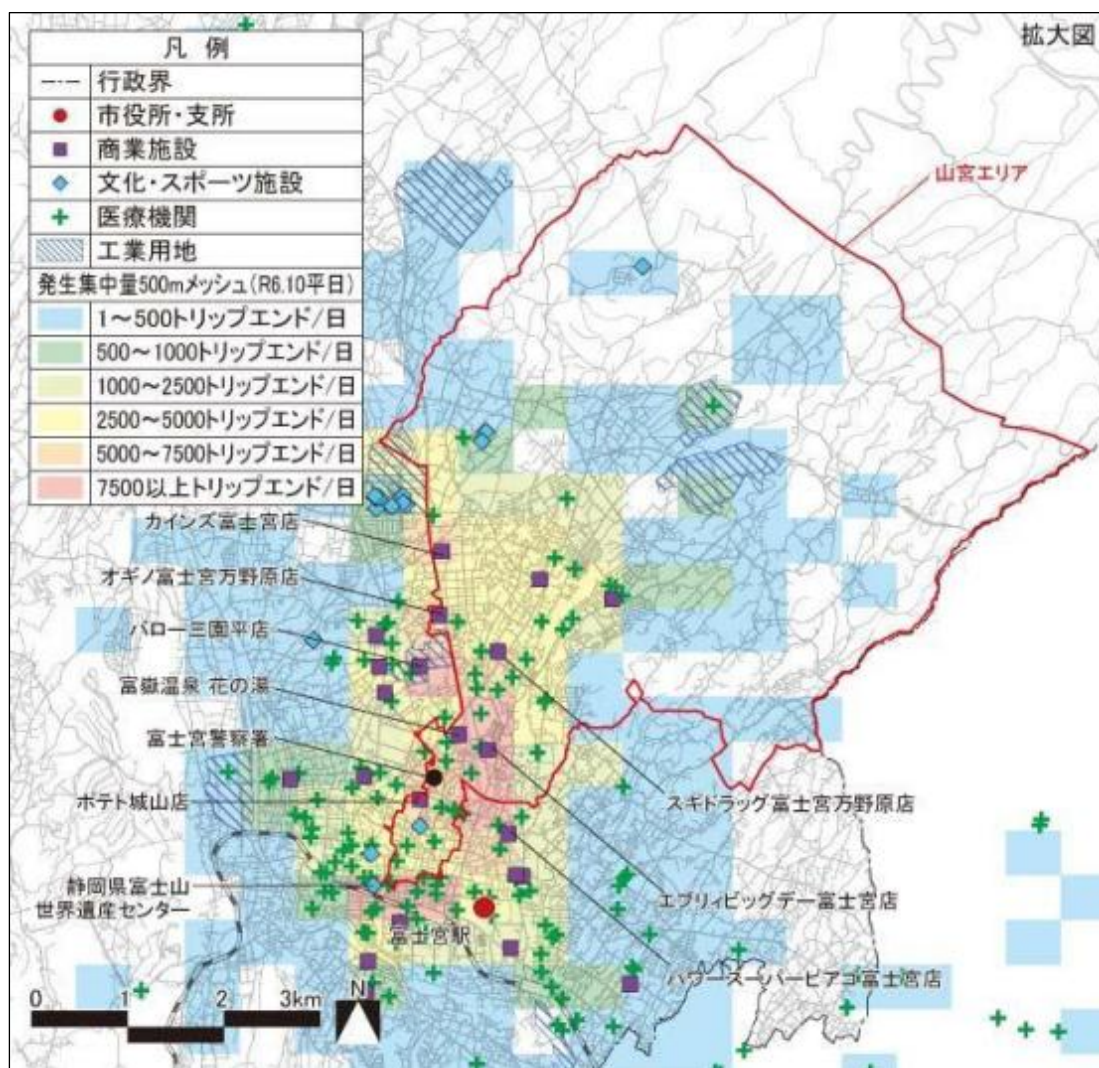 拡大図
凡 例
行政界
市役所・支所
商業施設
文化・スポーツ施設
医療機関
工業用地
発生集中量500mメッシュ(R6.10平日)
1～500トリップエンド/日
500～1000トリップエンド/日
1000～2500トリップエンド/日
2500～5000トリップエンド/日
5000～7500トリップエンド/日
7500以上トリップエンド/日
山宮エリア
カインズ富士宮店
オギノ富士宮万野原店
バロー三園平店
富嶽温泉 花の湯
富士宮警察署
ポテト城山店
静岡県富士山
世界遺産センター
スギドラッグ富士宮万野原店
エブリィビッグデー富士宮店
パワースーパーピアゴ富士宮店
富士宮駅
0 1 2 3km
N